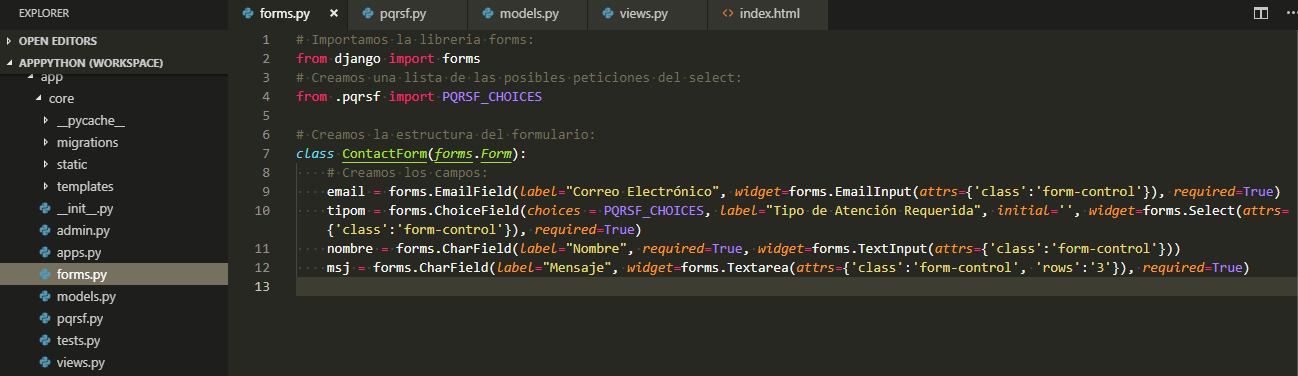 EXPLORER
OPEN EDITORS
APPPYTHON (WORKSPACE)
app
core
__pycache__
migrations
static
templates
__init__.py
admin.py
apps.py
forms.py
models.py
pqrsf.py
tests.py
views.py
forms.py × pqrsf.py models.py views.py <> index.html
1 # Importamos la libreria forms:
2 from django import forms
3 # Creamos una lista de las posibles peticiones del select:
4 from .pqrsf import PQRSF_CHOICES
5
6 # Creamos la estructura del formulario:
7 class ContactForm(forms.Form):
8 # Creamos los campos:
9 email = forms.EmailField(label="Correo Electrónico", widget=forms.EmailInput(attrs={'class':'form-control'}), required=True)
10 tipom = forms.ChoiceField(choices = PQRSF_CHOICES, label="Tipo de Atención Requerida", initial='', widget=forms.Select(attrs=
{'class':'form-control'}), required=True)
11 nombre = forms.CharField(label="Nombre", required=True, widget=forms.TextInput(attrs={'class':'form-control'}))
12 msj = forms.CharField(label="Mensaje", widget=forms.Textarea(attrs={'class':'form-control', 'rows':'3'}), required=True)
13